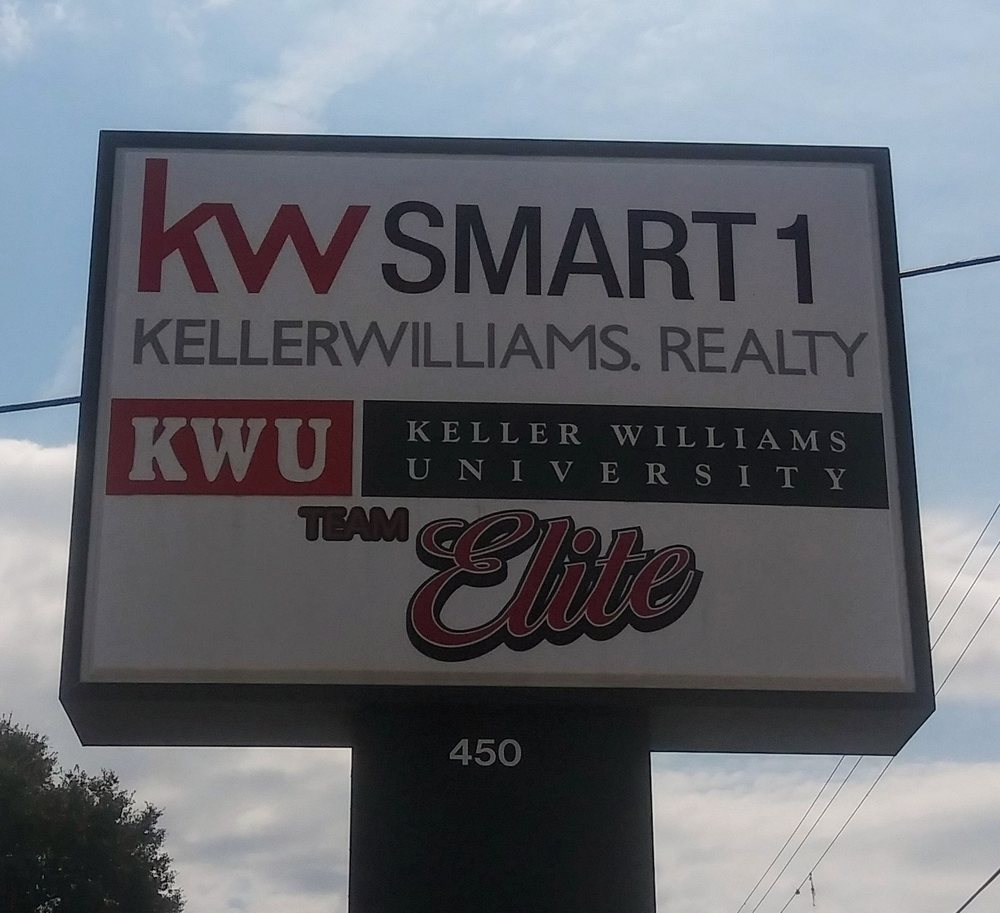 kw SMART 1
KELLERWILLIAMS. REALTY
KWU KELLER WILLIAMS
UNIVERSITY
TEAM Elite
450